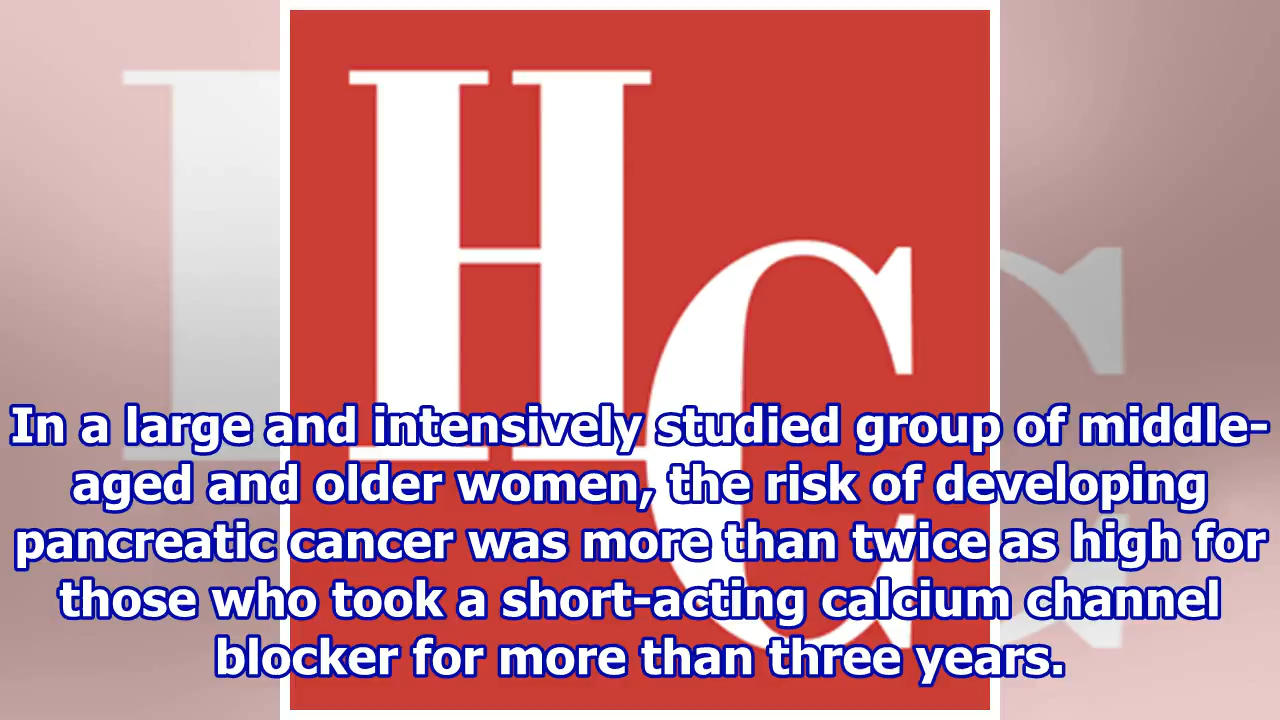 HC
In a large and intensively studied group of middle-
aged and older women, the risk of developing
pancreatic cancer was more than twice as high for
those who took a short-acting calcium channel
blocker for more than three years.